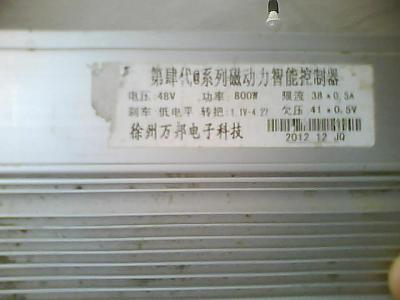 第肆代@系列磁动力智能控制器
电压:48V 功率:800W 限流:38±0.5A
刹车:低电平 转把:1.1V-4.2V 欠压:41±0.5V
徐州万邦电子科技
2012 12 JQ